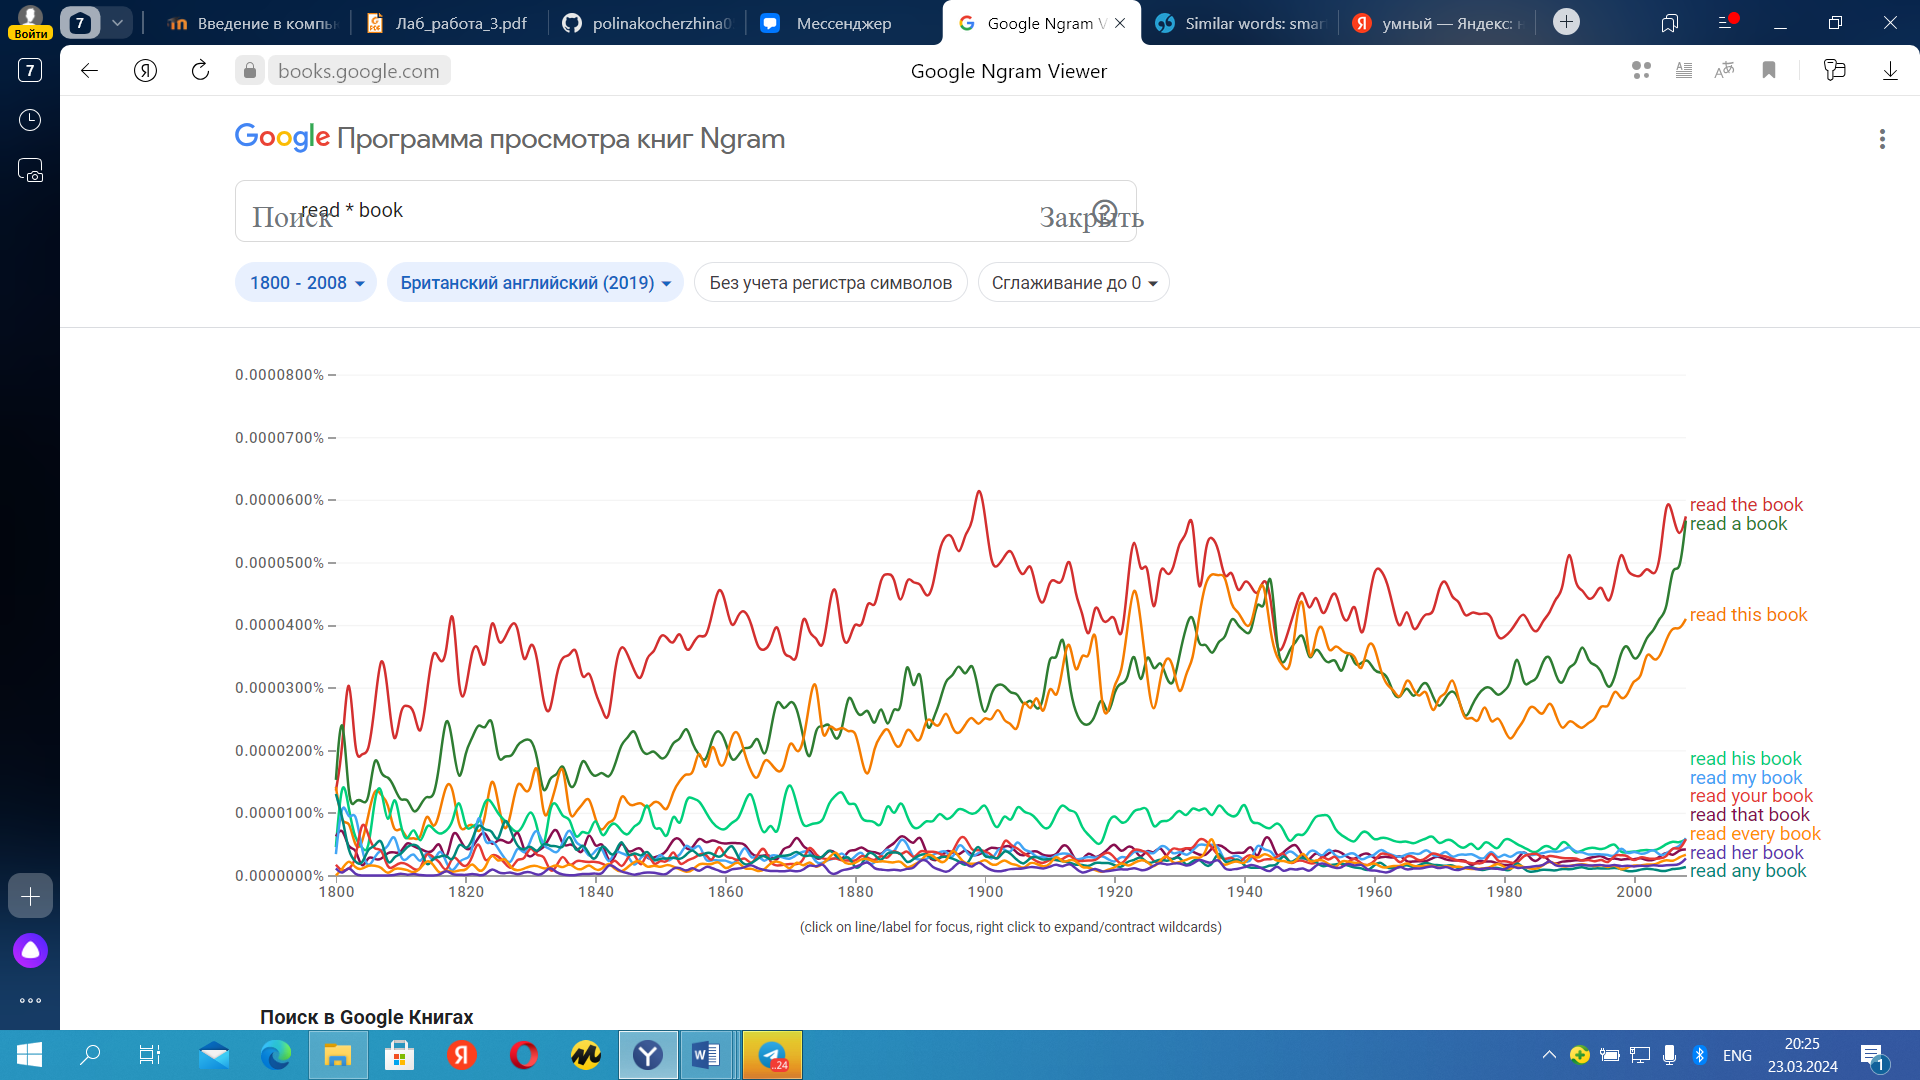 7 Введение в компь Лаб_работа_3.pdf polinakocherzhina0 Мессенджер Google Ngram V Similar words: smar умный — Яндекс: н
Войти
7 Я books.google.com Google Ngram Viewer
Google Программа просмотра книг Ngram
Поиск read * book Закрыть
1800 - 2008 Британский английский (2019) Без учета регистра символов Сглаживание до 0
0.0000800%
0.0000700%
0.0000600%
0.0000500%
0.0000400%
0.0000300%
0.0000200%
0.0000100%
0.0000000%
read the book
read a book
read this book
read his book
read my book
read your book
read that book
read every book
read her book
read any book
1800 1820 1840 1860 1880 1900 1920 1940 1960 1980 2000
(click on line/label for focus, right click to expand/contract wildcards)
Поиск в Google Книгах
..24
ENG
20:25
23.03.2024
1